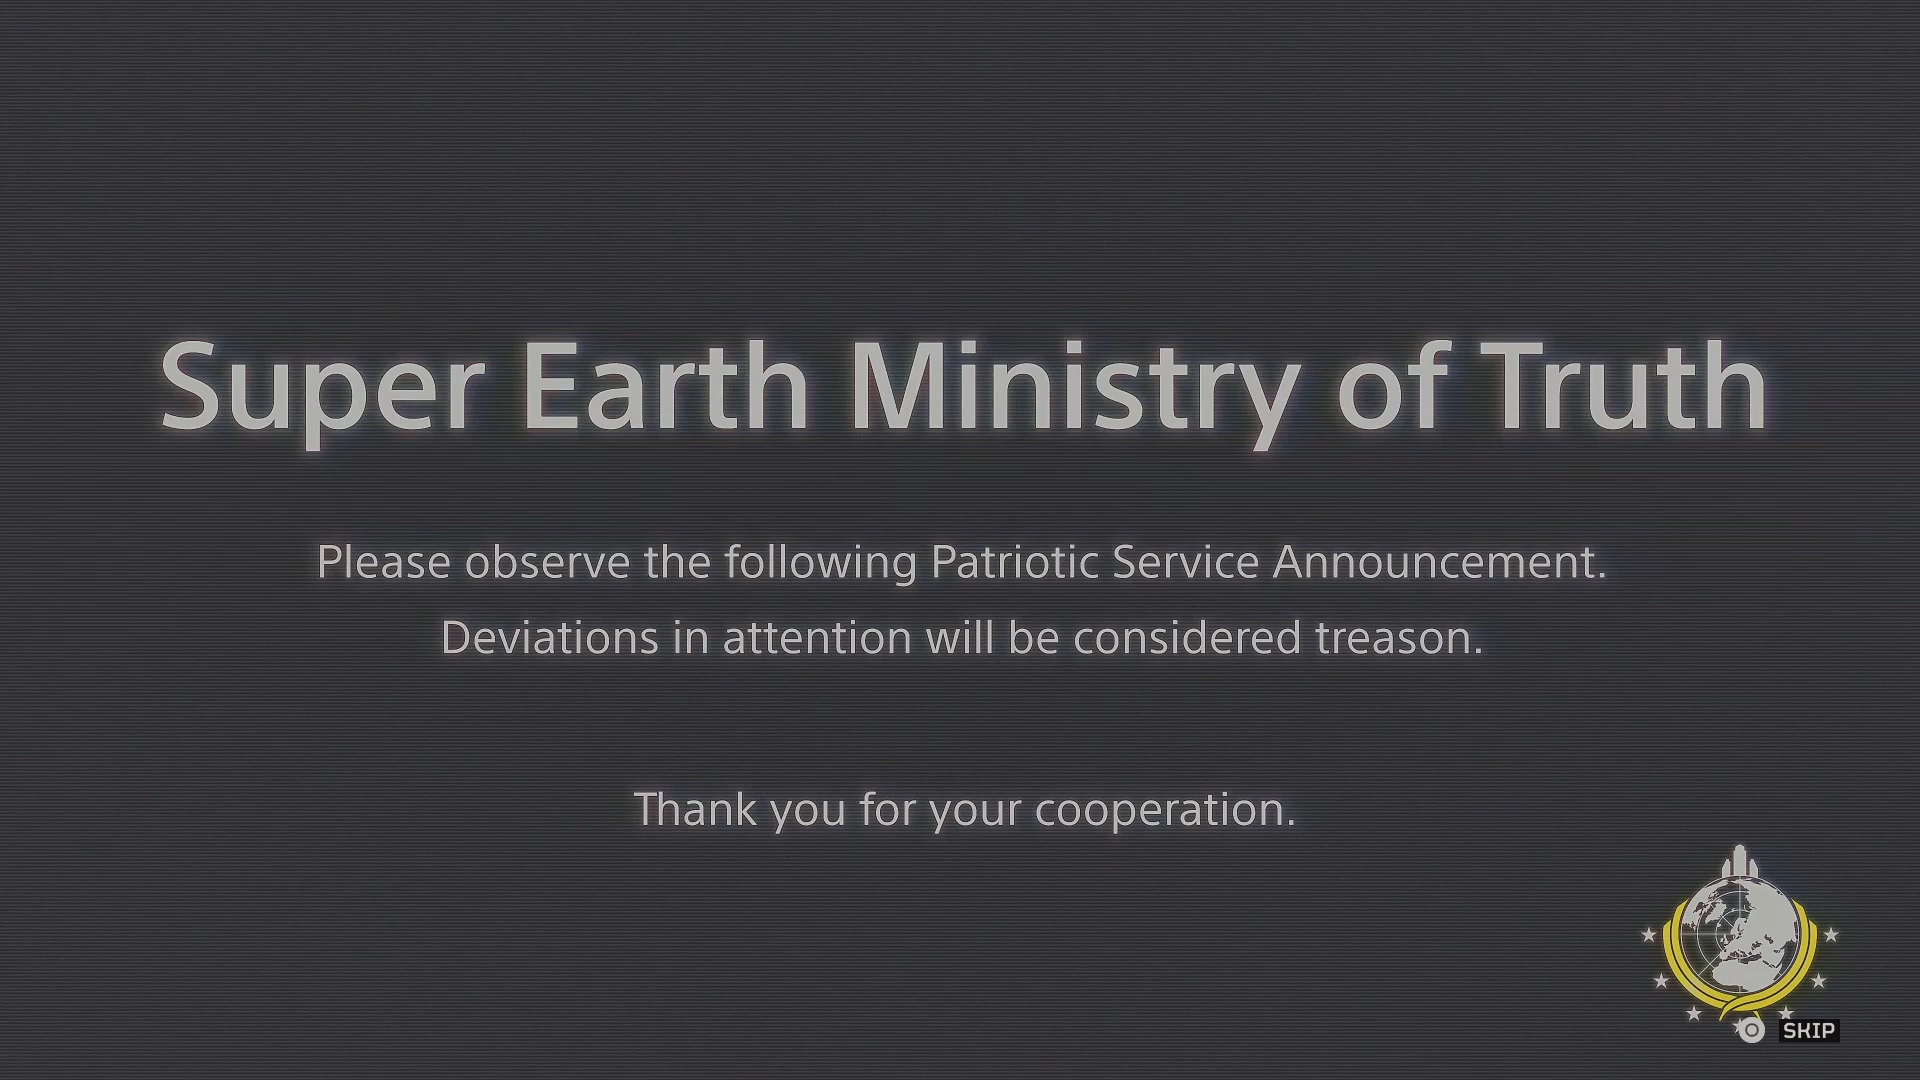 Super Earth Ministry of Truth
Please observe the following Patriotic Service Announcement.
Deviations in attention will be considered treason.
Thank you for your cooperation.
SKIP